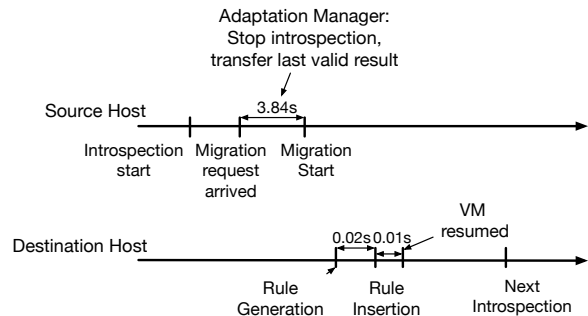 Adaptation Manager:
Stop introspection,
transfer last valid result
3.84s
Source Host
Introspection
start
Migration
request
arrived
Migration
Start
VM
resumed
0.02s
0.01s
Destination Host
Rule
Generation
Rule
Insertion
Next
Introspection